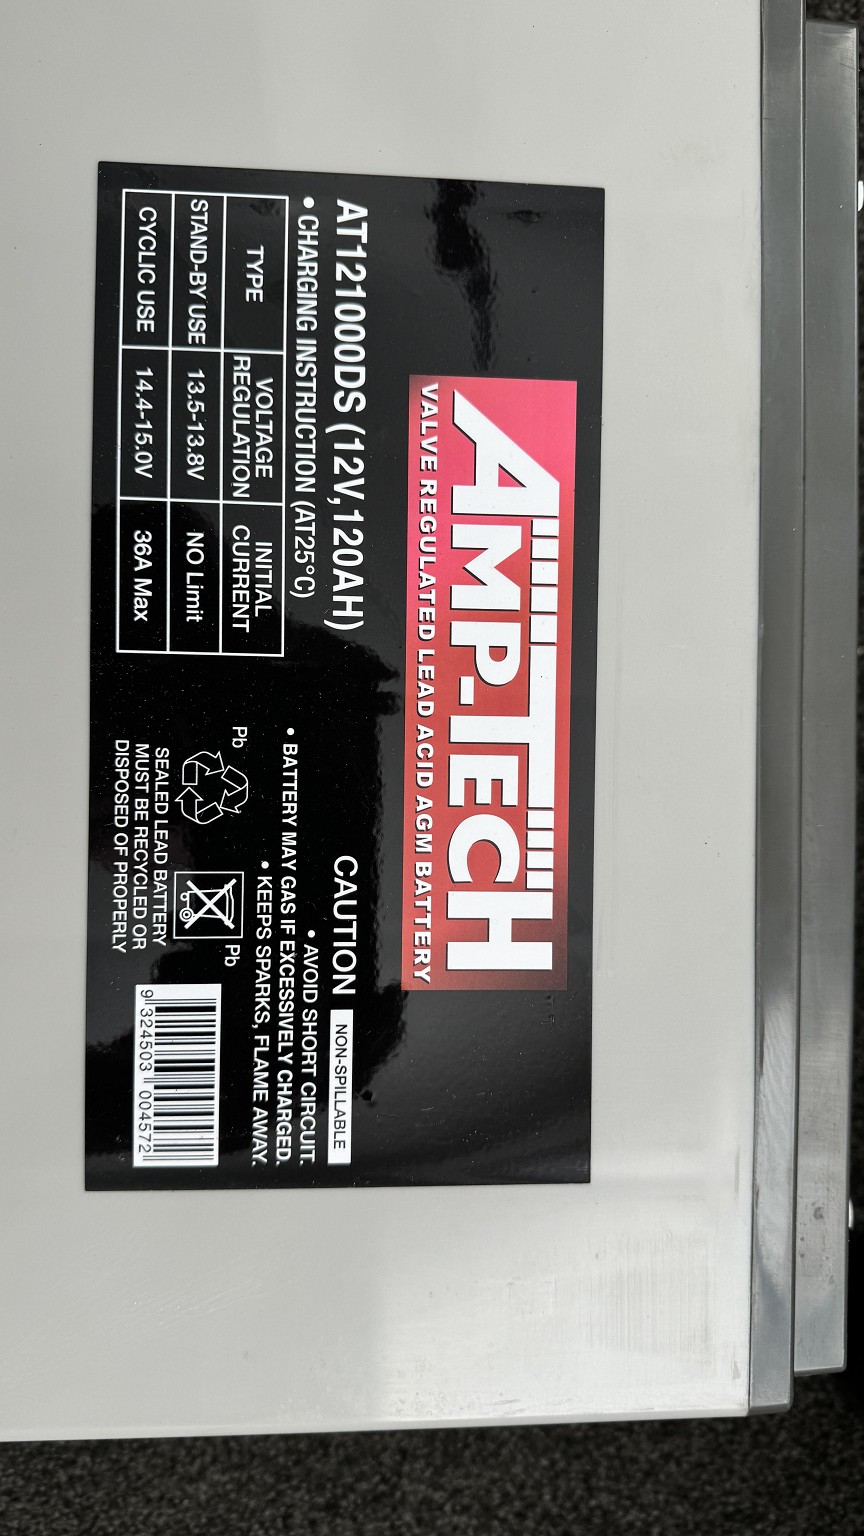 AMP-TECH
VALVE REGULATED LEAD ACID AGM BATTERY
AT121000DS (12V,120AH)
• CHARGING INSTRUCTION (AT25°C)
TYPE VOLTAGE REGULATION INITIAL CURRENT
STAND-BY USE 13.5-13.8V NO Limit
CYCLIC USE 14.4-15.0V 36A Max
CAUTION NON-SPILLABLE
• AVOID SHORT CIRCUIT.
• BATTERY MAY GAS IF EXCESSIVELY CHARGED.
• KEEPS SPARKS, FLAME AWAY.
Pb Pb
SEALED LEAD BATTERY
MUST BE RECYCLED OR
DISPOSED OF PROPERLY
9 324503 004572